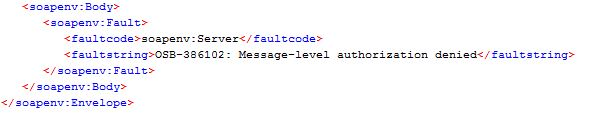 <soapenv:Body>
<soapenv:Fault>
<faultcode>soapenv:Server</faultcode>
<faultstring>OSB-386102: Message-level authorization denied</faultstring>
</soapenv:Fault>
</soapenv:Body>
</soapenv:Envelope>